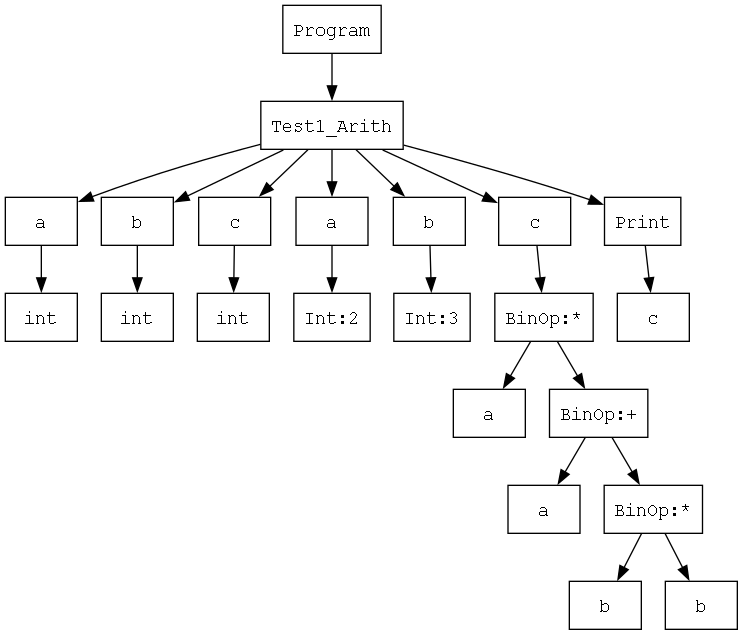 Program
Test1_Arith
a b c a b c Print
int int int Int:2 Int:3 BinOp:* c
a BinOp:+
a BinOp:*
b b